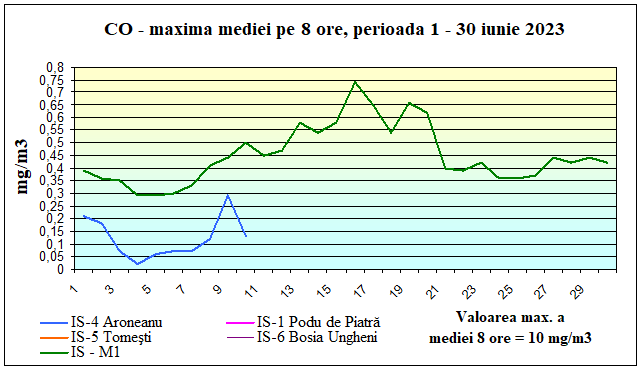 CO - maxima mediei pe 8 ore, perioada 1 - 30 iunie 2023
mg/m3
0,8
0,75
0,7
0,65
0,6
0,55
0,5
0,45
0,4
0,35
0,3
0,25
0,2
0,15
0,1
0,05
0
1 3 5 7 9 11 13 15 17 19 21 23 25 27 29
IS-4 Aroneanu IS-1 Podu de Piatră
IS-5 Tomeşti IS-6 Bosia Ungheni
IS - M1
Valoarea max. a
mediei 8 ore = 10 mg/m3